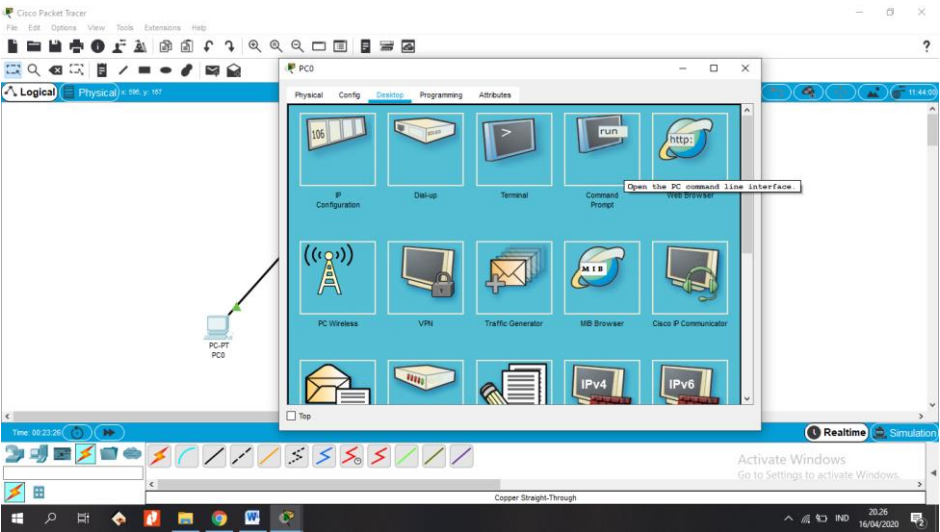 Cisco Packet Tracer
File Edit Options View Tools Extensions Help
?
PC0
Logical Physical x: 596, y: 167
11:44:00
Physical Config Desktop Programming Attributes
106
>
run
http:
IP Configuration
Dial-up
Terminal
Command Prompt
Web Browser
Open the PC command line interface.
MIB
PC Wireless
VPN
Traffic Generator
MIB Browser
Cisco IP Communicator
PC-PT
PC0
IPv4
IPv6
Top
Time: 00:23:26
Realtime
Simulation
Activate Windows
Go to Settings to activate Windows.
Copper Straight-Through
IND
20.26
16/04/2020
2